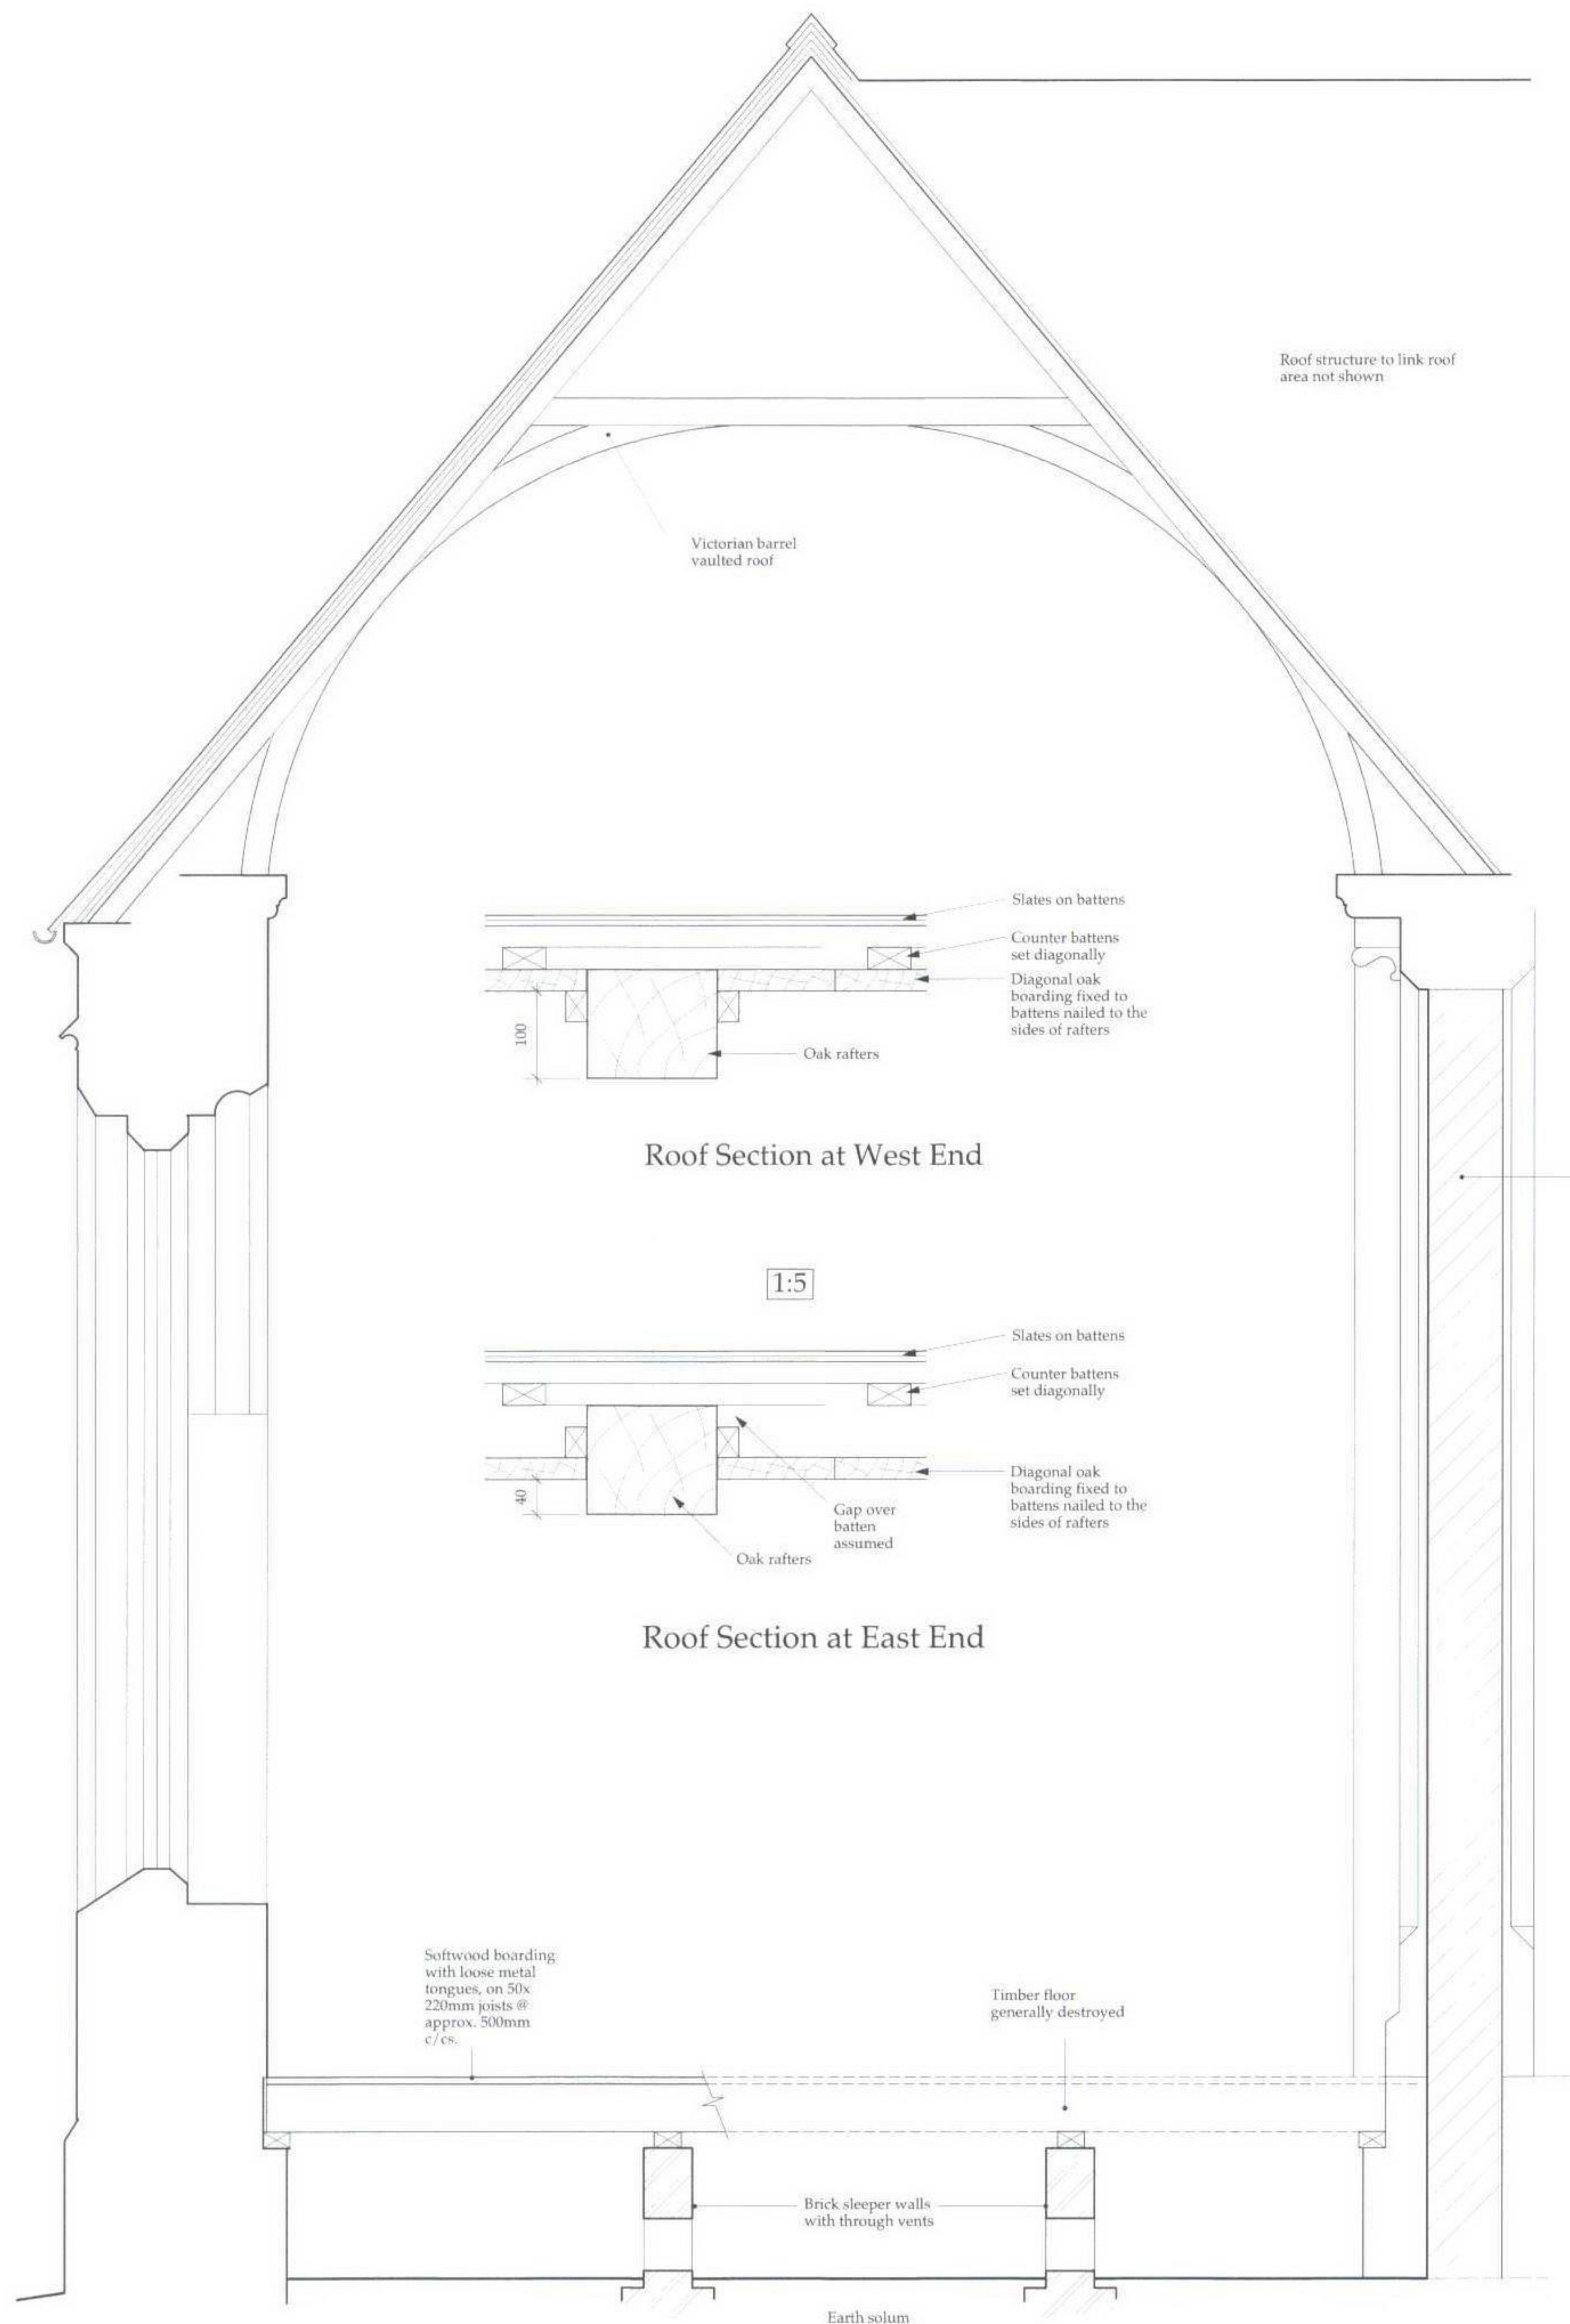 Roof structure to link roof
area not shown
Victorian barrel
vaulted roof
Slates on battens
Counter battens
set diagonally
Diagonal oak
boarding fixed to
battens nailed to the
sides of rafters
100
Oak rafters
Roof Section at West End
1:5
Slates on battens
Counter battens
set diagonally
Diagonal oak
boarding fixed to
battens nailed to the
sides of rafters
40
Gap over
batten
assumed
Oak rafters
Roof Section at East End
Softwood boarding
with loose metal
tongues, on 50x
220mm joists @
approx. 500mm
c/cs.
Timber floor
generally destroyed
Brick sleeper walls
with through vents
Earth solum